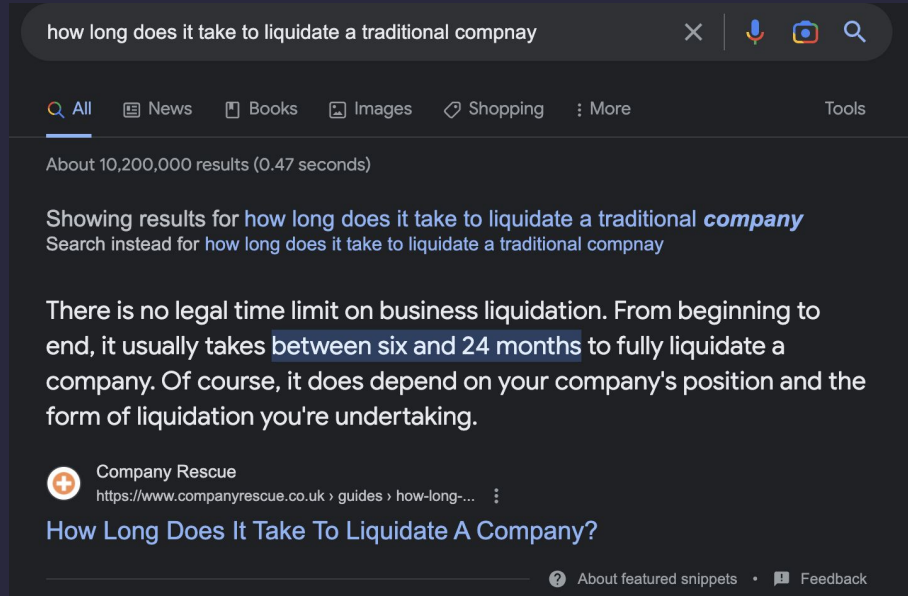 how long does it take to liquidate a traditional compnay
All News Books Images Shopping More Tools
About 10,200,000 results (0.47 seconds)
Showing results for how long does it take to liquidate a traditional company
Search instead for how long does it take to liquidate a traditional compnay
There is no legal time limit on business liquidation. From beginning to
end, it usually takes between six and 24 months to fully liquidate a
company. Of course, it does depend on your company's position and the
form of liquidation you're undertaking.
Company Rescue
https://www.companyrescue.co.uk › guides › how-long-...
How Long Does It Take To Liquidate A Company?
About featured snippets • Feedback